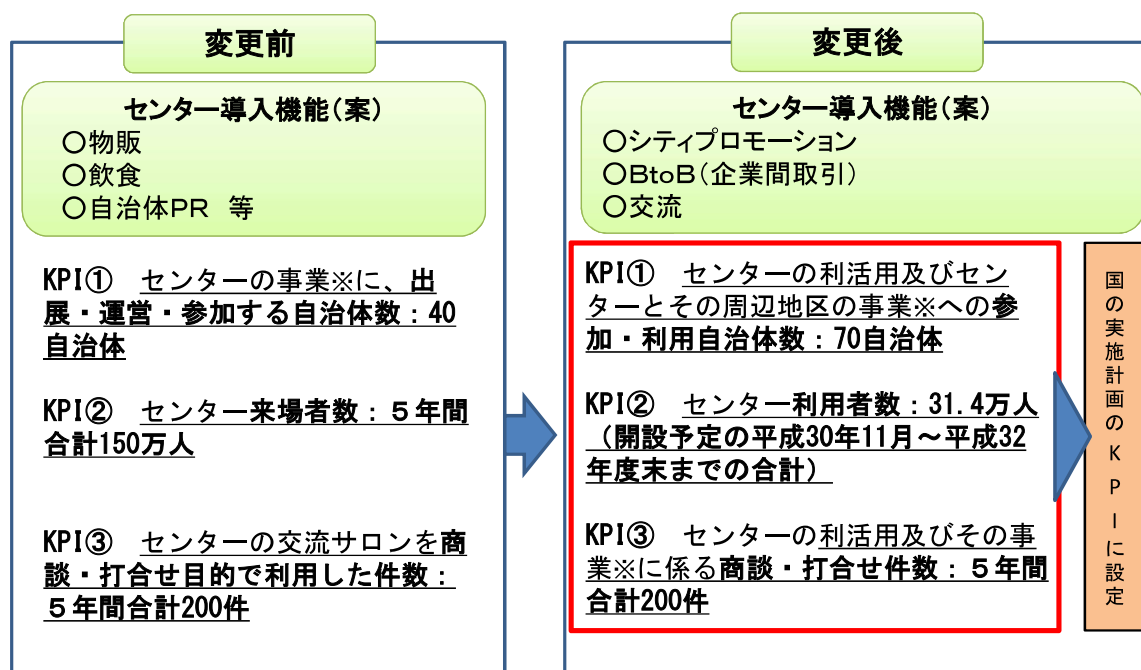 変更前
センター導入機能(案)
○物販
○飲食
○自治体PR 等
KPI① センターの事業※に、出
展・運営・参加する自治体数:40
自治体
KPI② センター来場者数:5年間
合計150万人
KPI③ センターの交流サロンを商
談・打合せ目的で利用した件数:
5年間合計200件
変更後
センター導入機能(案)
○シティプロモーション
○BtoB(企業間取引)
○交流
KPI① センターの利活用及びセン
ターとその周辺地区の事業※への参
加・利用自治体数:70自治体
KPI② センター利用者数:31.4万人
(開設予定の平成30年11月~平成32
年度末までの合計)
KPI③ センターの利活用及びその事
業※に係る商談・打合せ件数:5年間
合計200件
国の実施計画のKPIに設定